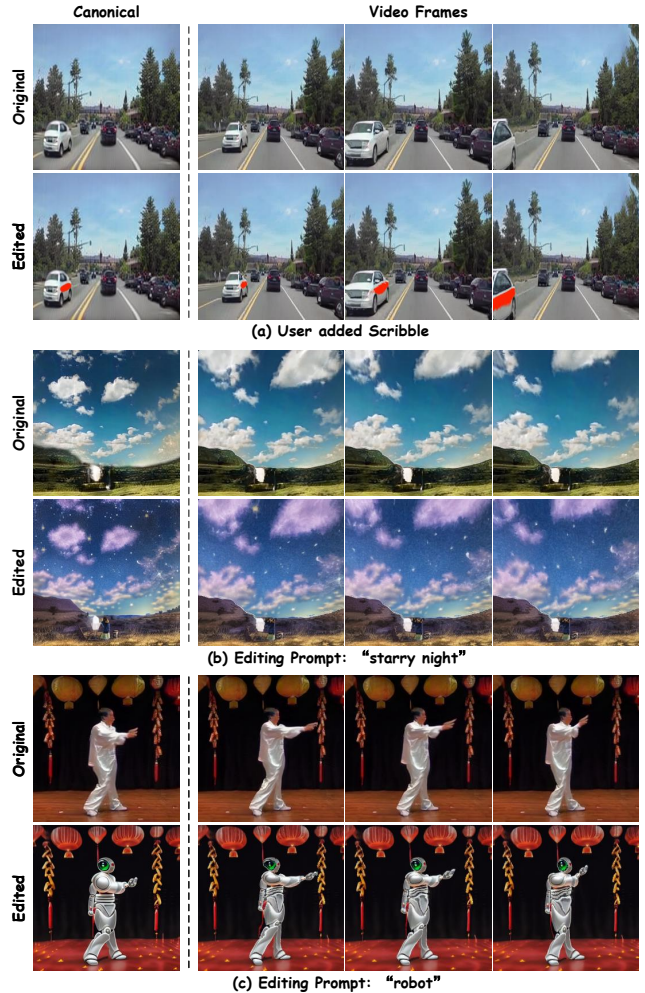 Canonical
Video Frames
Original
Edited
(a) User added Scribble
Original
Edited
(b) Editing Prompt: “starry night”
Original
Edited
(c) Editing Prompt: “robot”